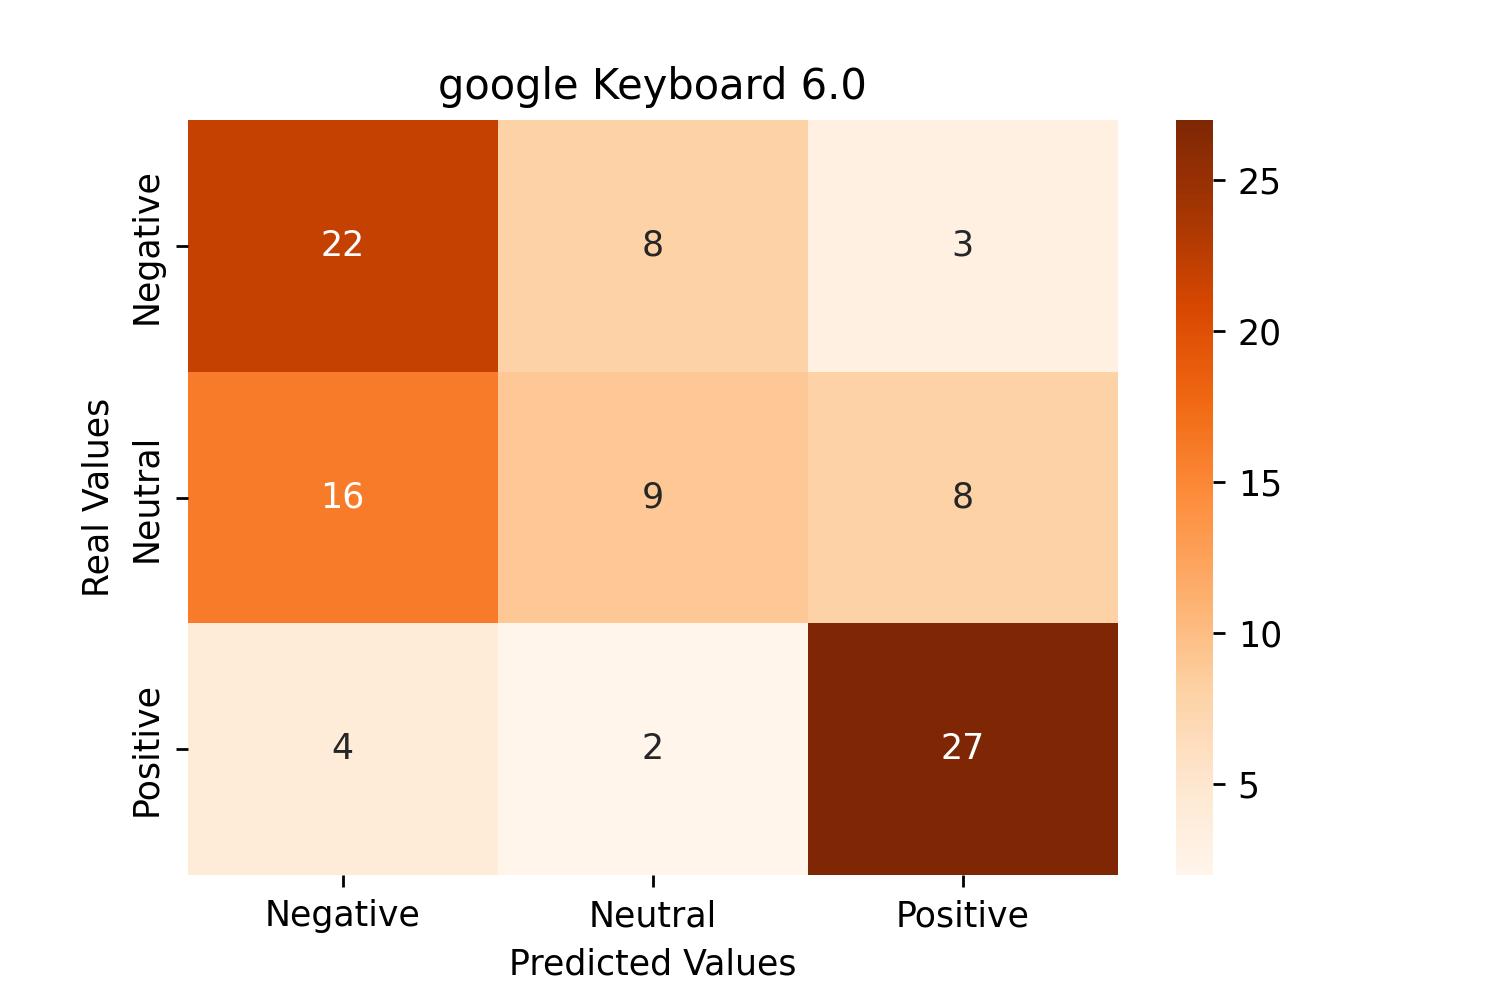 google Keyboard 6.0
Real Values
Negative
22 8 3
Neutral
16 9 8
Positive
4 2 27
Negative Neutral Positive
Predicted Values
25
20
15
10
5